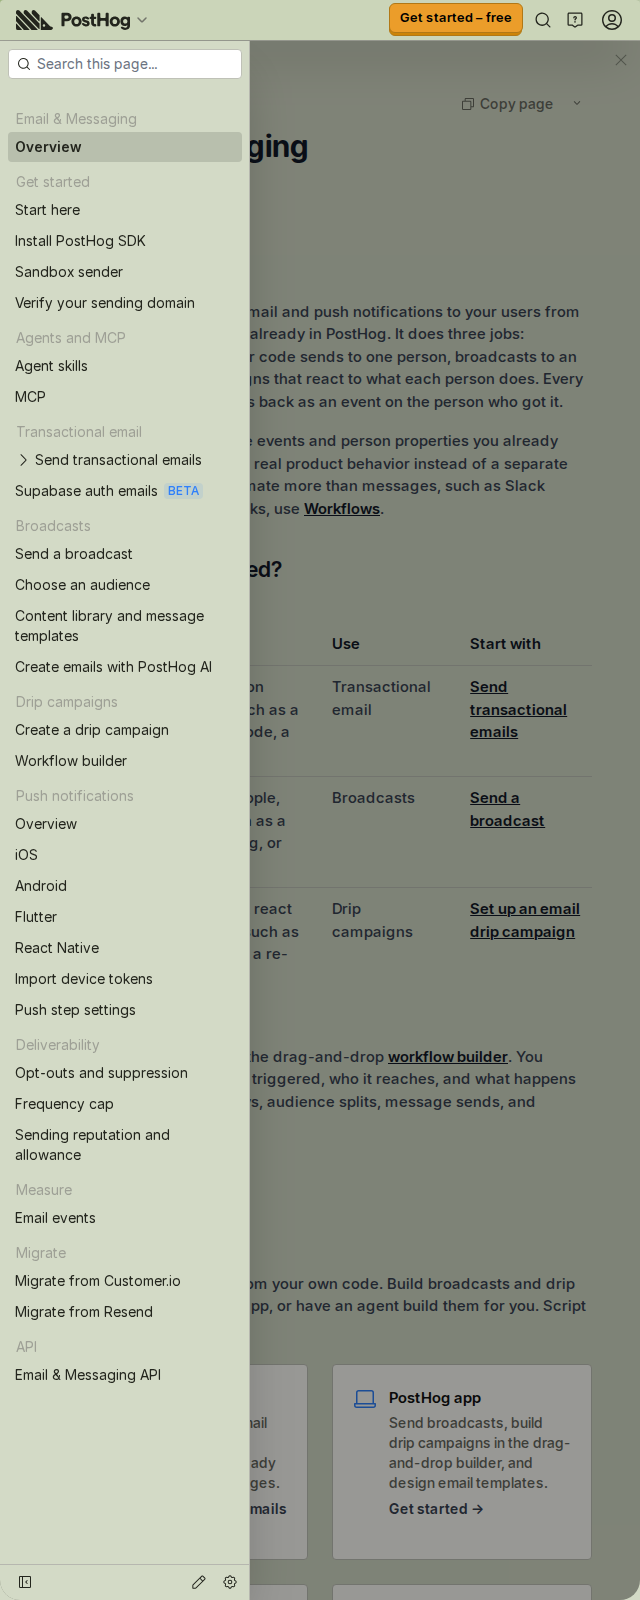 PostHog
Get started – free
Search this page...
Email & Messaging
Overview
Get started
Start here
Install PostHog SDK
Sandbox sender
Verify your sending domain
Agents and MCP
Agent skills
MCP
Transactional email
Send transactional emails
Supabase auth emails BETA
Broadcasts
Send a broadcast
Choose an audience
Content library and message
templates
Create emails with PostHog AI
Drip campaigns
Create a drip campaign
Workflow builder
Push notifications
Overview
iOS
Android
Flutter
React Native
Import device tokens
Push step settings
Deliverability
Opt-outs and suppression
Frequency cap
Sending reputation and
allowance
Measure
Email events
Migrate
Migrate from Customer.io
Migrate from Resend
API
Email & Messaging API
Copy page
ging
mail and push notifications to your users from
already in PostHog. It does three jobs:
r code sends to one person, broadcasts to an
gns that react to what each person does. Every
s back as an event on the person who got it.
e events and person properties you already
real product behavior instead of a separate
mate more than messages, such as Slack
ks, use Workflows.
ed?
Use Start with
on Transactional Send
ch as a email transactional
ode, a emails
ople, Broadcasts Send a
n as a broadcast
g, or
react Drip Set up an email
such as campaigns drip campaign
a re-
the drag-and-drop workflow builder. You
triggered, who it reaches, and what happens
s, audience splits, message sends, and
om your own code. Build broadcasts and drip
pp, or have an agent build them for you. Script
nail
ady
ges.
mails
PostHog app
Send broadcasts, build
drip campaigns in the drag-
and-drop builder, and
design email templates.
Get started →